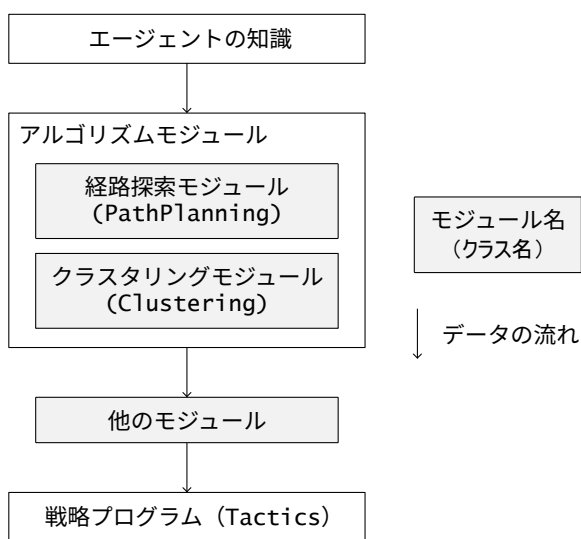 エージェントの知識
アルゴリズムモジュール
経路探索モジュール
(PathPlanning)
クラスタリングモジュール
(Clustering)
他のモジュール
戦略プログラム（Tactics）
モジュール名
（クラス名）
データの流れ